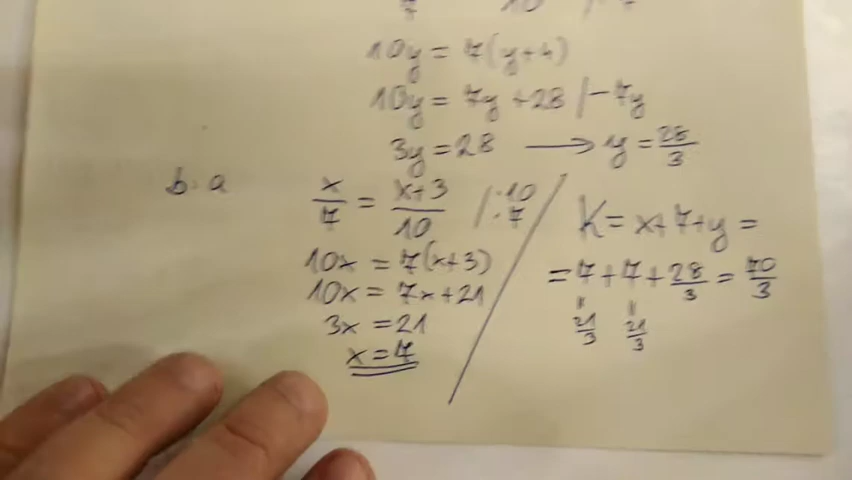 10y = 7(y+4)
10y = 7y +28 /-7y
3y = 28 → y = 28/3
b: a
x/7 = (x+3)/10 /·10 ·7
10x = 7(x+3)
10x = 7x+21
3x = 21
x = 7
K = x+7+y =
= 7+7+28/3 = 70/3
= 21/3 = 21/3